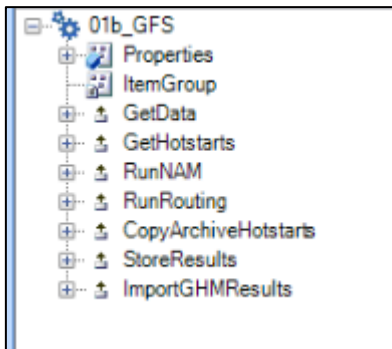 01b_GFS
Properties
ItemGroup
GetData
GetHotstarts
RunNAM
RunRouting
CopyArchiveHotstarts
StoreResults
ImportGHMResults